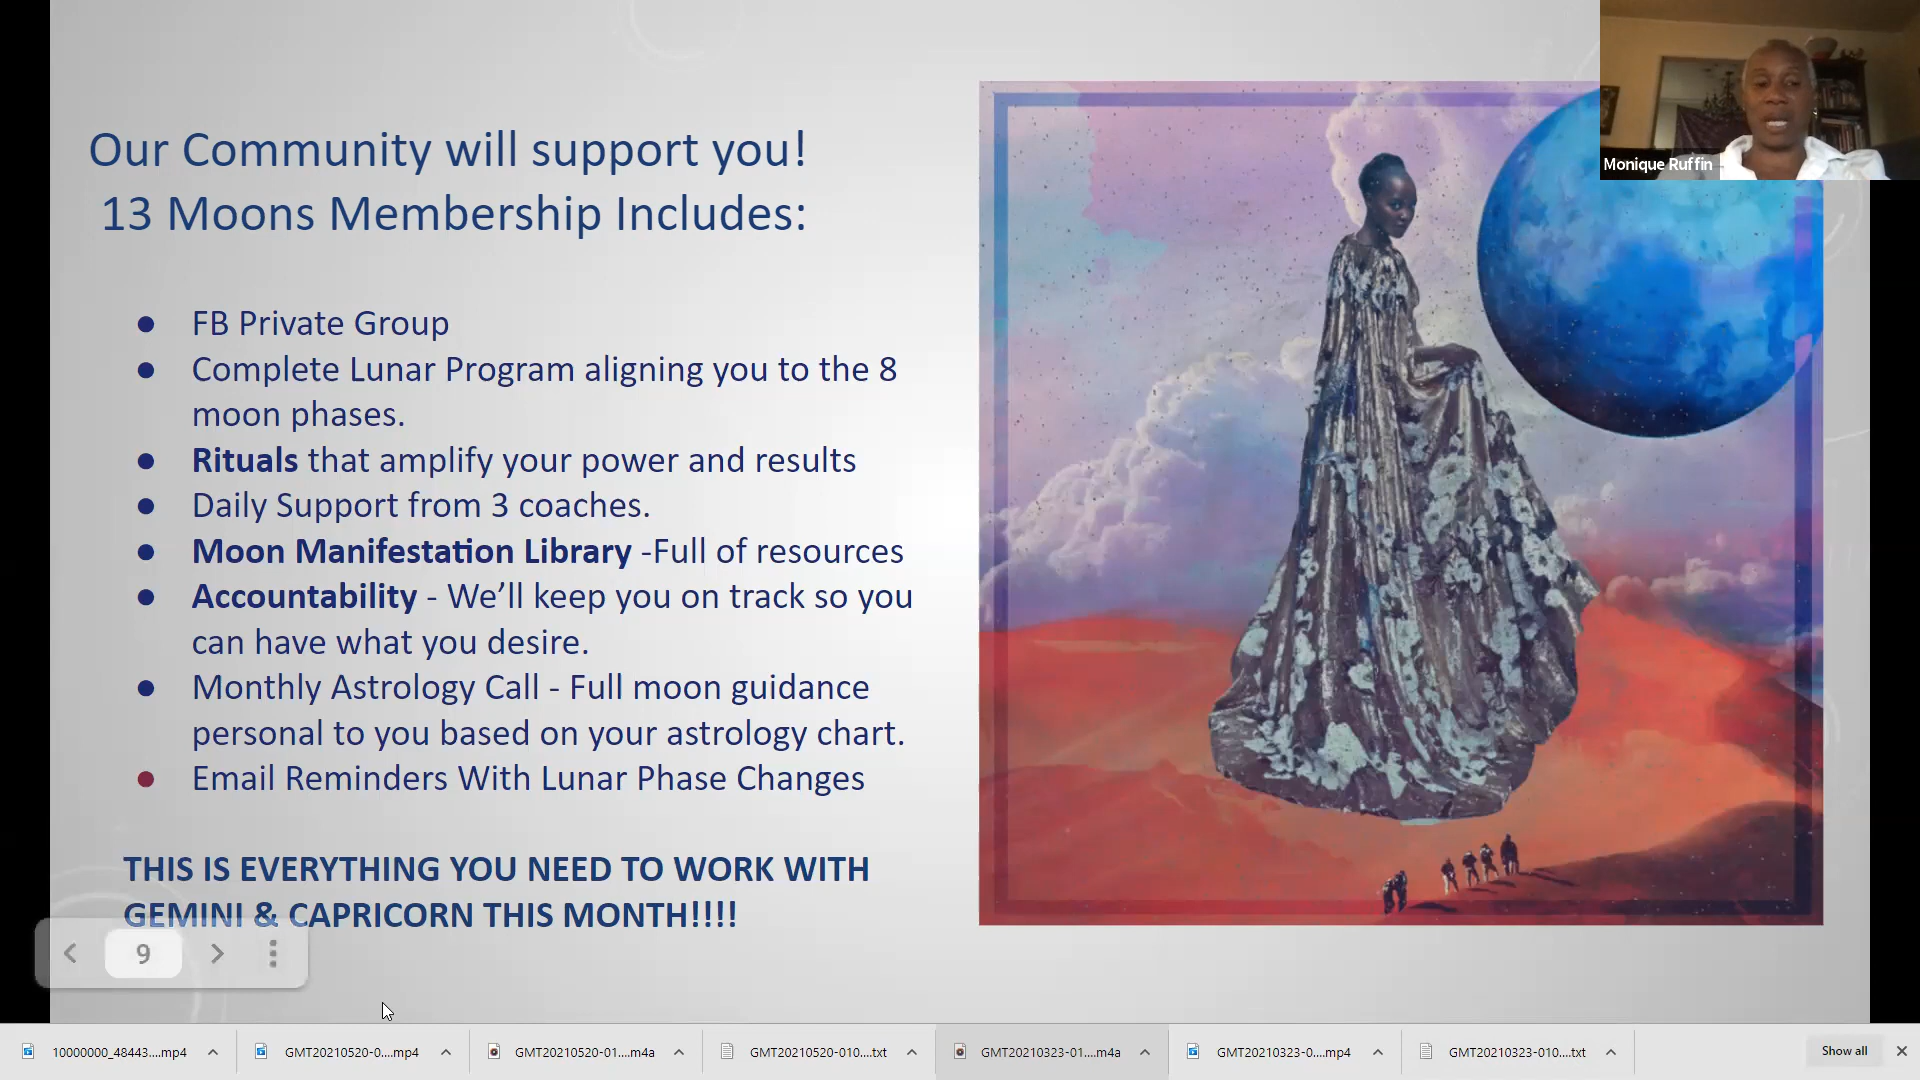 Our Community will support you!
13 Moons Membership Includes:
● FB Private Group
● Complete Lunar Program aligning you to the 8
moon phases.
● Rituals that amplify your power and results
● Daily Support from 3 coaches.
● Moon Manifestation Library -Full of resources
● Accountability - We’ll keep you on track so you
can have what you desire.
● Monthly Astrology Call - Full moon guidance
personal to you based on your astrology chart.
● Email Reminders With Lunar Phase Changes
THIS IS EVERYTHING YOU NEED TO WORK WITH
GEMINI & CAPRICORN THIS MONTH!!!!
Monique Ruffin
9
10000000_48443....mp4
GMT20210520-0....mp4
GMT20210520-01....m4a
GMT20210520-010....txt
GMT20210323-01....m4a
GMT20210323-0....mp4
GMT20210323-010....txt
Show all